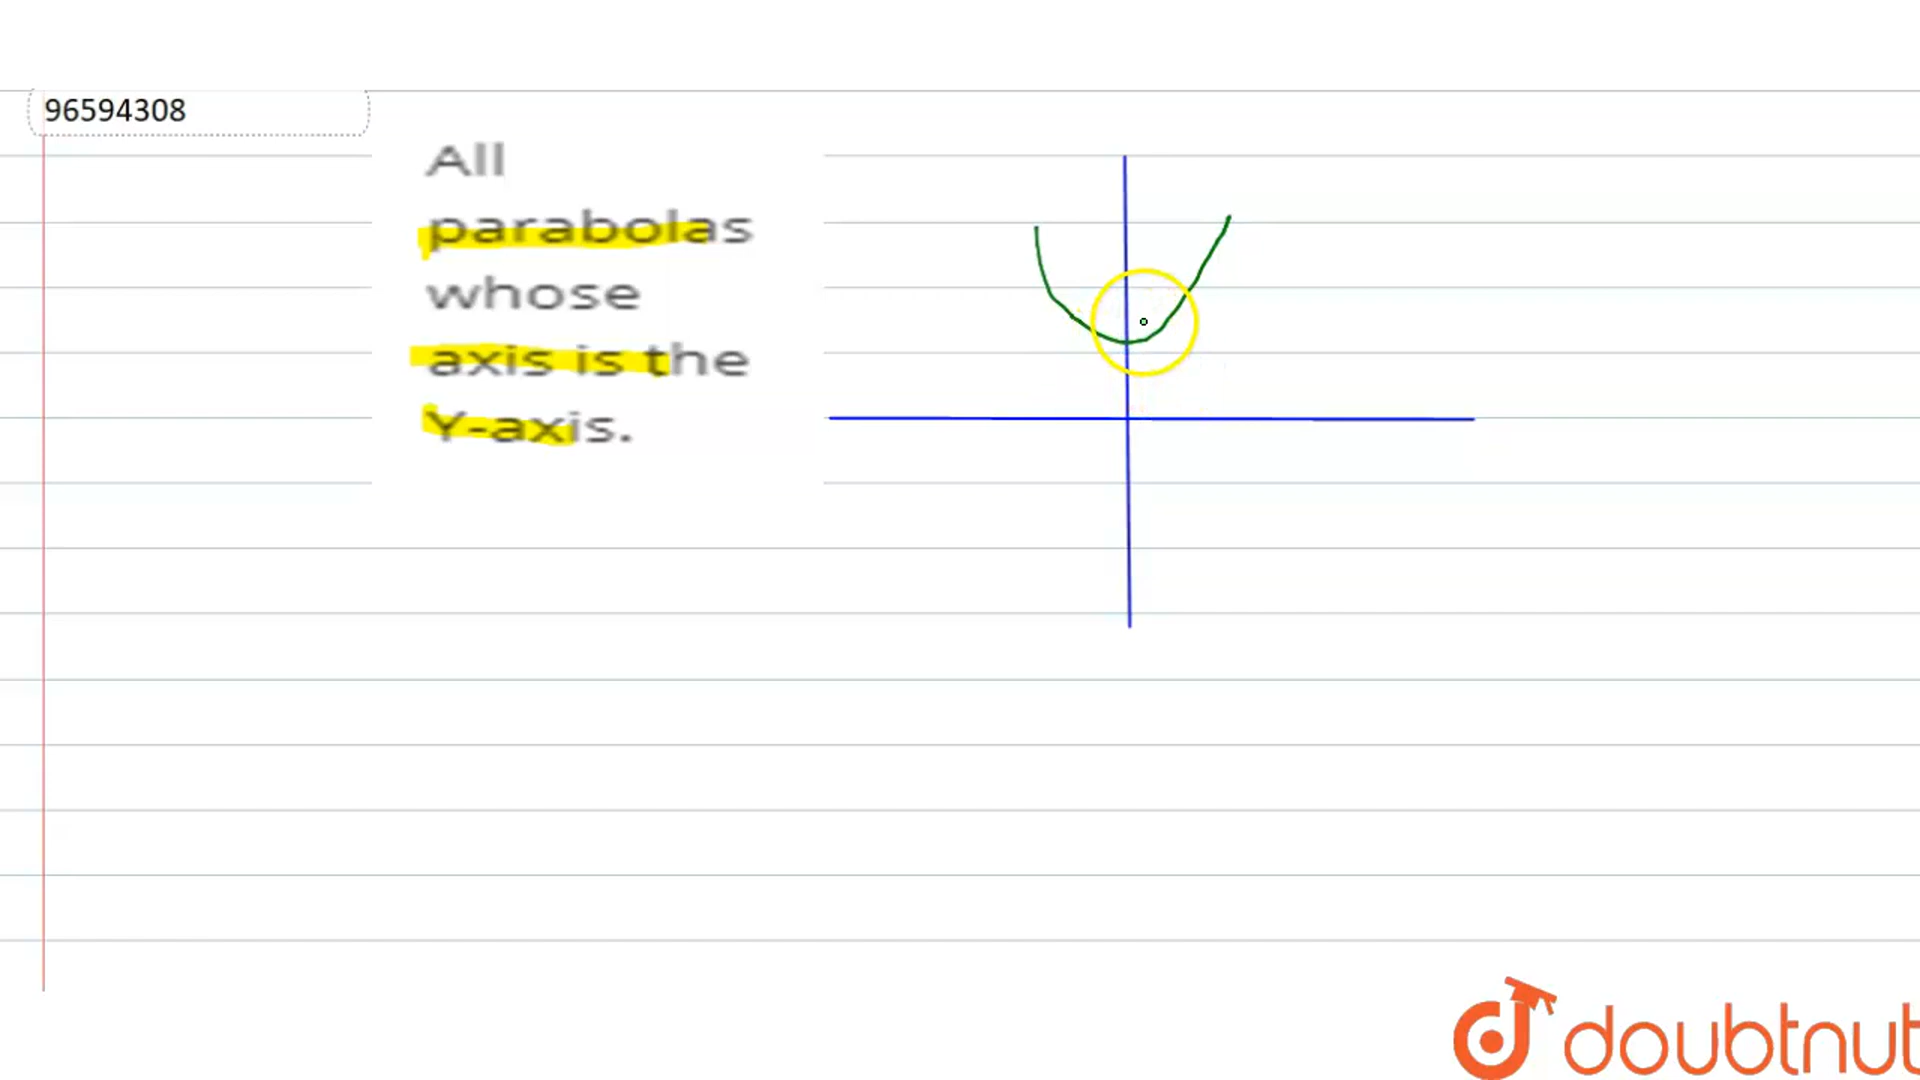 96594308
All
parabolas
whose
axis is the
Y-axis.
doubtnut